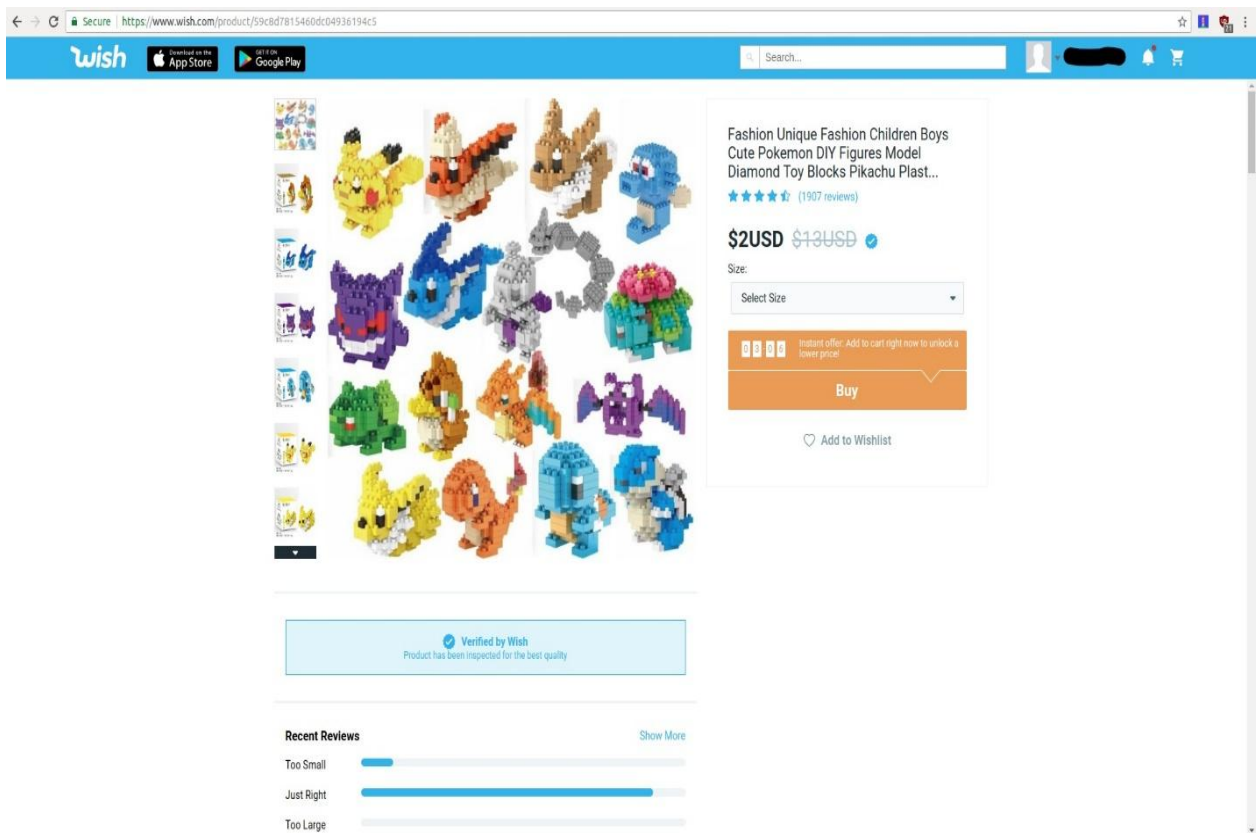 Secure https://www.wish.com/product/59c8d7815460dc04936194c5
wish
Download on the
App Store
GET IT ON
Google Play
Search...
Fashion Unique Fashion Children Boys
Cute Pokemon DIY Figures Model
Diamond Toy Blocks Pikachu Plast...
(1907 reviews)
$2USD $13USD
Size:
Select Size
0 3 0 6
Instant offer: Add to cart right now to unlock a
lower price!
Buy
Add to Wishlist
Verified by Wish
Product has been inspected for the best quality
Recent Reviews Show More
Too Small
Just Right
Too Large